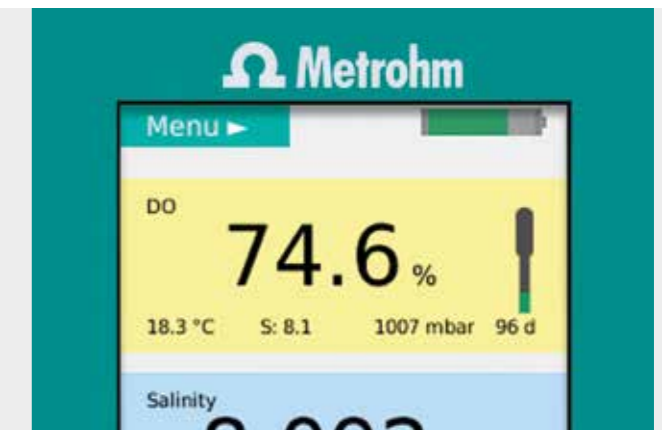 Metrohm
Menu ►
DO
74.6 %
18.3 °C S: 8.1 1007 mbar 96 d
Salinity